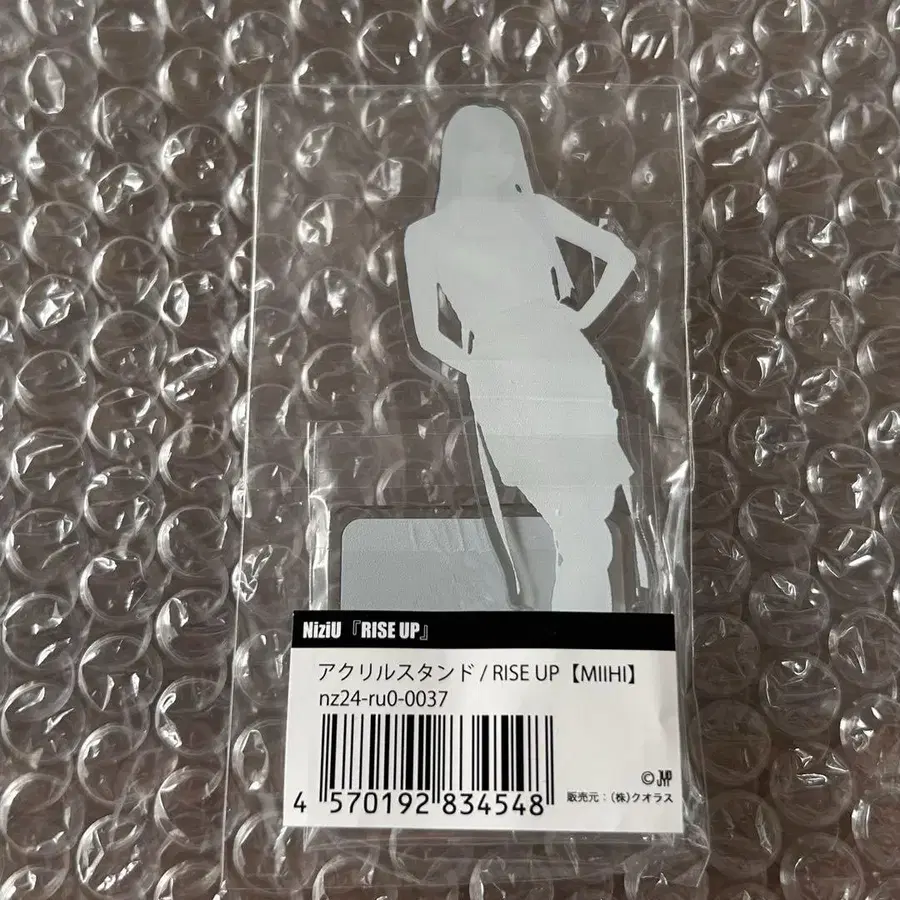 NiziU『RISE UP』
アクリルスタンド / RISE UP【MIIHI】
nz24-ru0-0037
4 570192 834548
© JYP
販売元：(株)クオラス